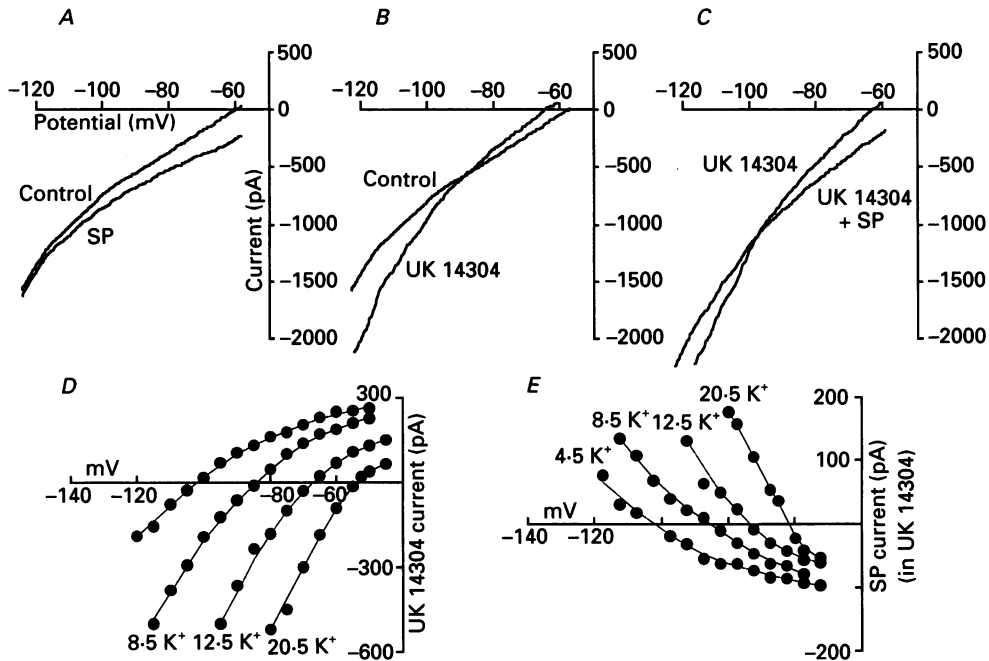 A
B
C
500
500
500
−120 −100 −80 −60
0
−120 −100 −80 −60
0
−120 −100 −80 −60
0
Potential (mV)
Control
SP
−500
−1000
−1500
−2000
Current (pA)
Control
UK 14304
−500
−1000
−1500
−2000
UK 14304
UK 14304
+ SP
−500
−1000
−1500
−2000
D
300
mV
−140 −120 −80 −60
−300
−600
UK 14304 current (pA)
8·5 K⁺ 12·5 K⁺ 20·5 K⁺
E
20·5 K⁺
8·5 K⁺ 12·5 K⁺
4·5 K⁺
200
100
mV
−140 −120
−200
SP current (pA)
(in UK 14304)